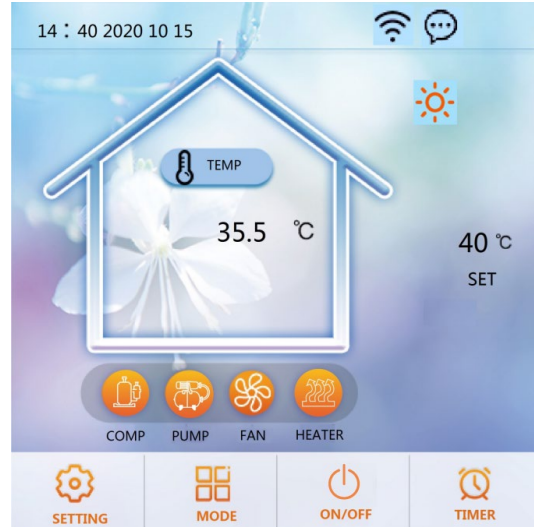 14：40 2020 10 15
TEMP
35.5 ℃
40 ℃
SET
COMP PUMP FAN HEATER
SETTING MODE ON/OFF TIMER